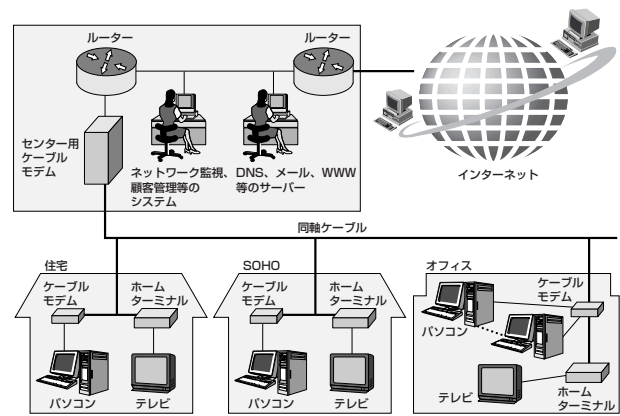 ルーター
ルーター
センター用
ケーブル
モデム
ネットワーク監視、
顧客管理等の
システム
DNS、メール、WWW
等のサーバー
インターネット
同軸ケーブル
住宅
ケーブル
モデム
ホーム
ターミナル
パソコン
テレビ
SOHO
ケーブル
モデム
ホーム
ターミナル
パソコン
テレビ
オフィス
ケーブル
モデム
パソコン
テレビ
ホーム
ターミナル